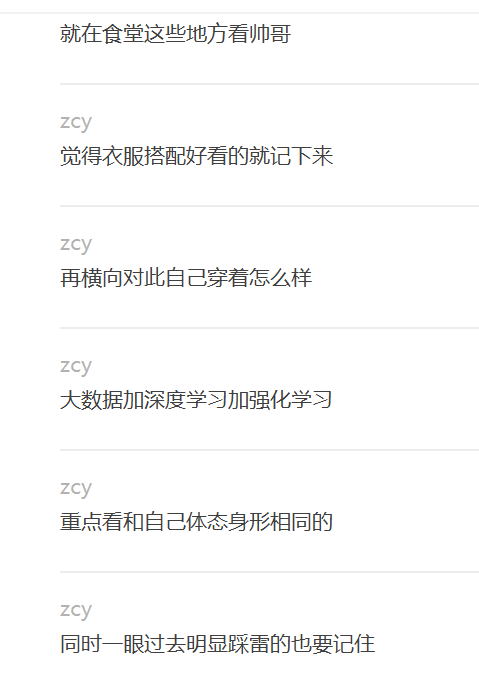 就在食堂这些地方看帅哥
zcy
觉得衣服搭配好看的就记下来
zcy
再横向对此自己穿着怎么样
zcy
大数据加深度学习加强化学习
zcy
重点看和自己体态身形相同的
zcy
同时一眼过去明显踩雷的也要记住